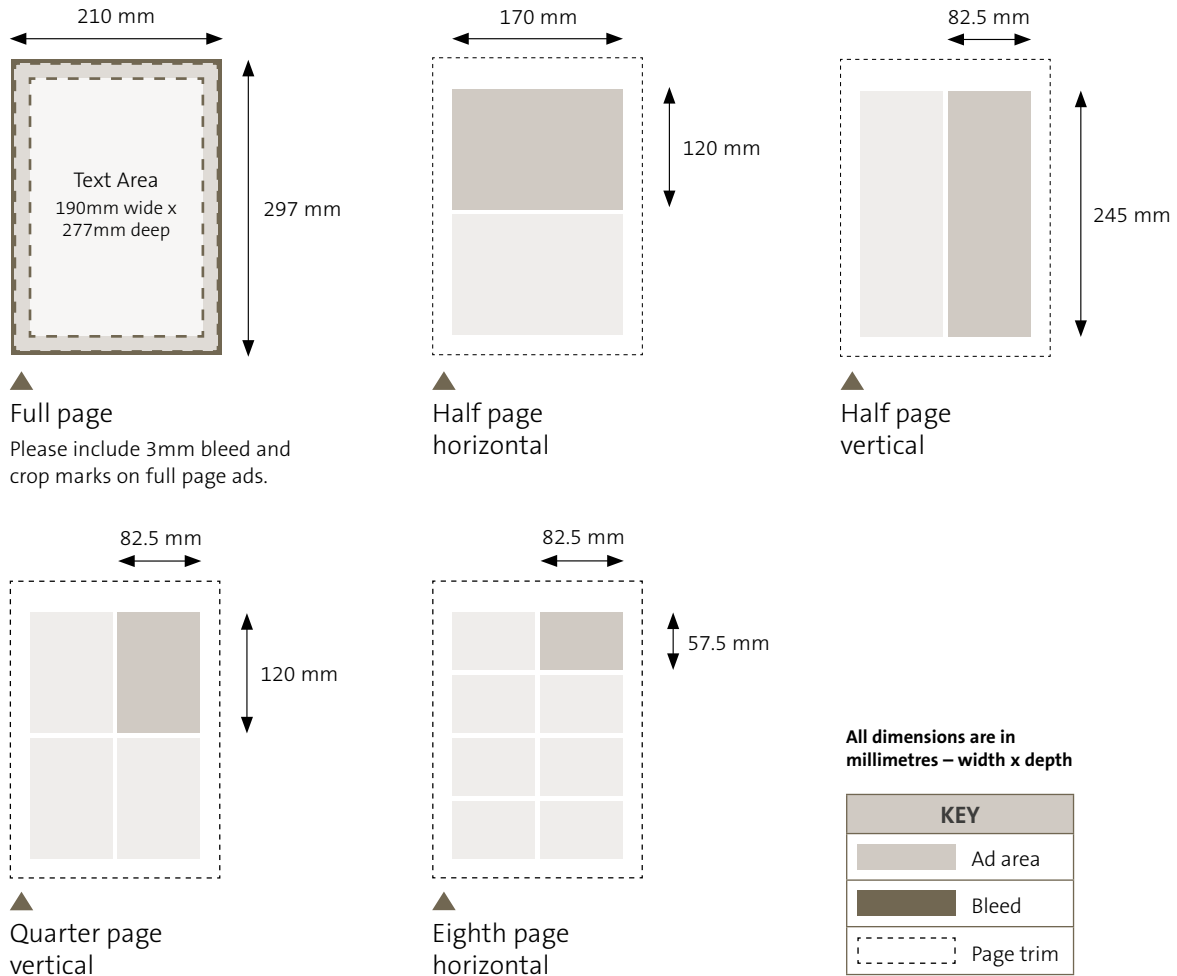 210 mm
297 mm
Text Area
190mm wide x
277mm deep
Full page
Please include 3mm bleed and
crop marks on full page ads.
170 mm
120 mm
Half page
horizontal
82.5 mm
245 mm
Half page
vertical
82.5 mm
120 mm
Quarter page
vertical
82.5 mm
57.5 mm
Eighth page
horizontal
All dimensions are in
millimetres – width x depth
KEY
Ad area
Bleed
Page trim